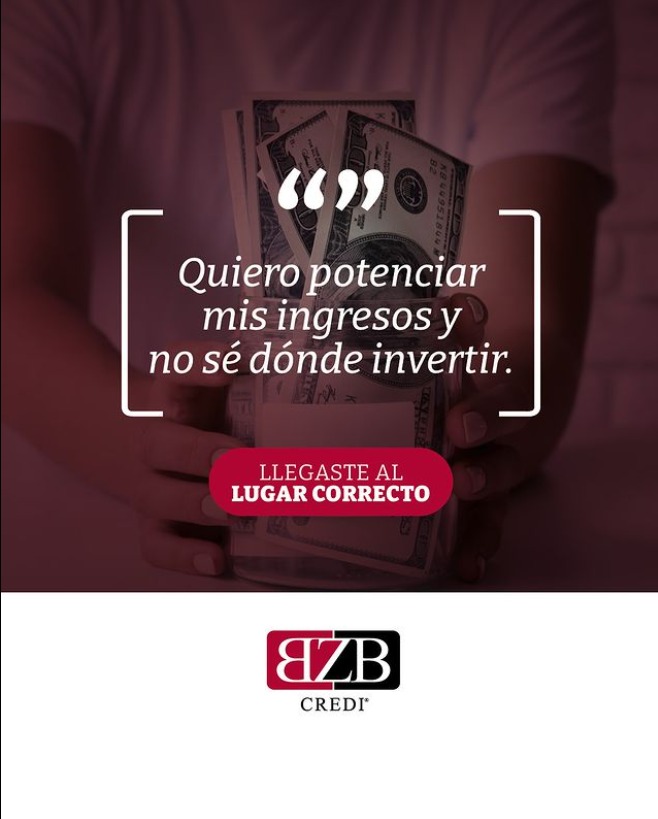 “”
Quiero potenciar
mis ingresos y
no sé dónde invertir.
LLEGASTE AL
LUGAR CORRECTO
BZB
CREDI®